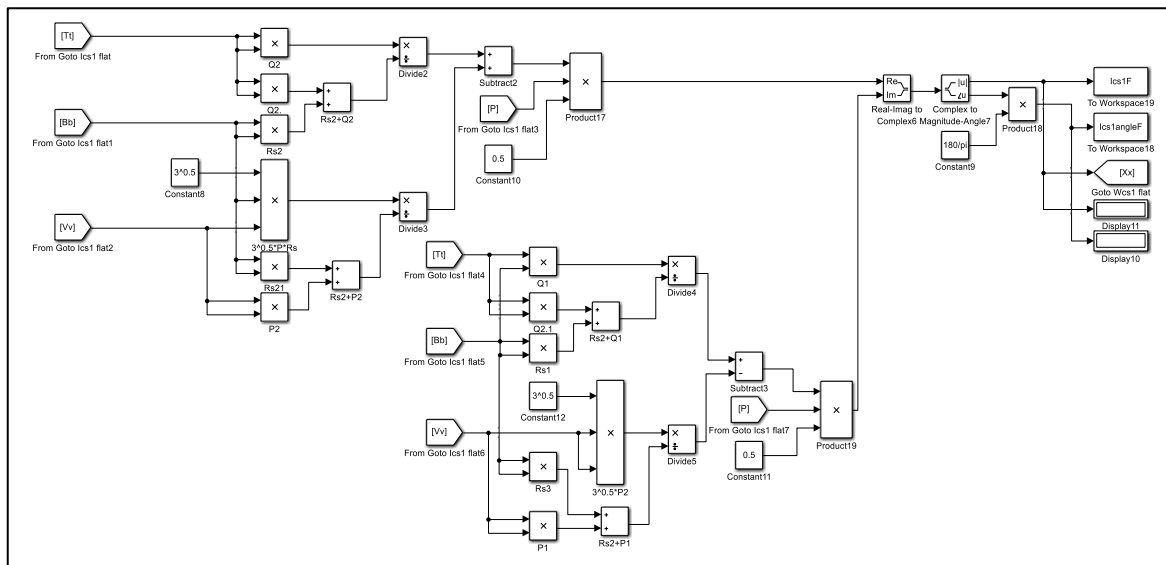 [Tt]
From Goto Ics1 flat
×
Q2
×
Q2.
+
+
Rs2+Q2
×
÷
Divide2
+
+
Subtract2
[P]
From Goto Ics1 flat3
0.5
Constant10
×
Product17
[Bb]
From Goto Ics1 flat1
×
Rs2
3^0.5
Constant8
×
3^0.5*P*Rs
×
÷
Divide3
[Vv]
From Goto Ics1 flat2
×
Rs21
×
P2
+
+
Rs2+P2
Re
Im
Real-Imag to
Complex6
|u|
∠u
Complex to
Magnitude-Angle7
180/pi
Constant9
×
Product18
Ics1F
To Workspace19
Ics1angleF
To Workspace18
[Xx]
Goto Wcs1 flat
Display11
Display10
[Tt]
From Goto Ics1 flat4
×
Q1
×
Q2.1
+
+
Rs2+Q1
×
÷
Divide4
[Bb]
From Goto Ics1 flat5
×
Rs1
3^0.5
Constant12
×
3^0.5*P2
×
÷
Divide5
+
−
Subtract3
[P]
From Goto Ics1 flat7
0.5
Constant11
×
Product19
[Vv]
From Goto Ics1 flat6
×
Rs3
×
P1
+
+
Rs2+P1